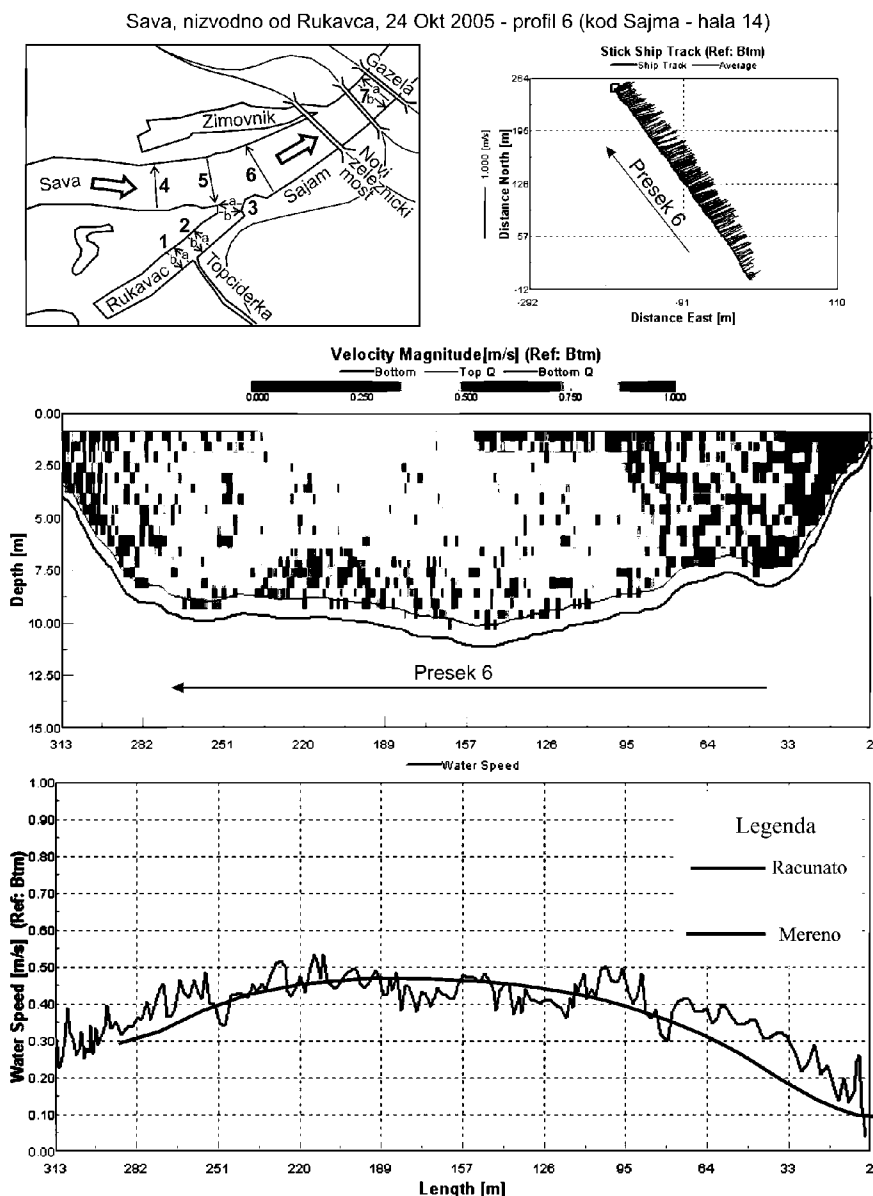 Sava, nizvodno od Rukavca, 24 Okt 2005 - profil 6 (kod Sajma - hala 14)
Gazela
a
7
b
Zimovnik
Novi
zeleznicki
most
Sava
4
5
6
Sajam
a
b
3
2
a
b
1
a
b
Rukavac
Topciderka
Stick Ship Track (Ref: Btm)
Ship Track Average
1.000 [m/s]
Distance North [m]
264
195
126
57
-12
Presek 6
-292 -91 110
Distance East [m]
Velocity Magnitude[m/s] (Ref: Btm)
Bottom Top Q Bottom Q
0.000 0.250 0.500 0.750 1.000
Depth [m]
0.00
2.50
5.00
7.50
10.00
12.50
15.00
Presek 6
313 282 251 220 189 157 126 95 64 33 2
Water Speed
Water Speed [m/s] (Ref: Btm)
1.00
0.90
0.80
0.70
0.60
0.50
0.40
0.30
0.20
0.10
0.00
Legenda
Racunato
Mereno
313 282 251 220 189 157 126 95 64 33 2
Length [m]